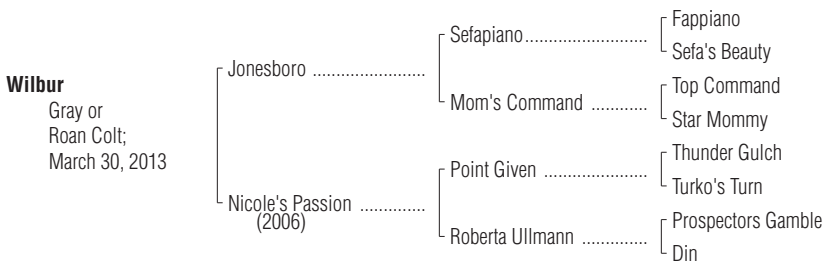 Wilbur
Gray or
Roan Colt;
March 30, 2013
Jonesboro ........................
Nicole's Passion ..............
(2006)
Sefapiano..........................
Mom's Command ............
Point Given ......................
Roberta Ullmann ..............
Fappiano
Sefa's Beauty
Top Command
Star Mommy
Thunder Gulch
Turko's Turn
Prospectors Gamble
Din